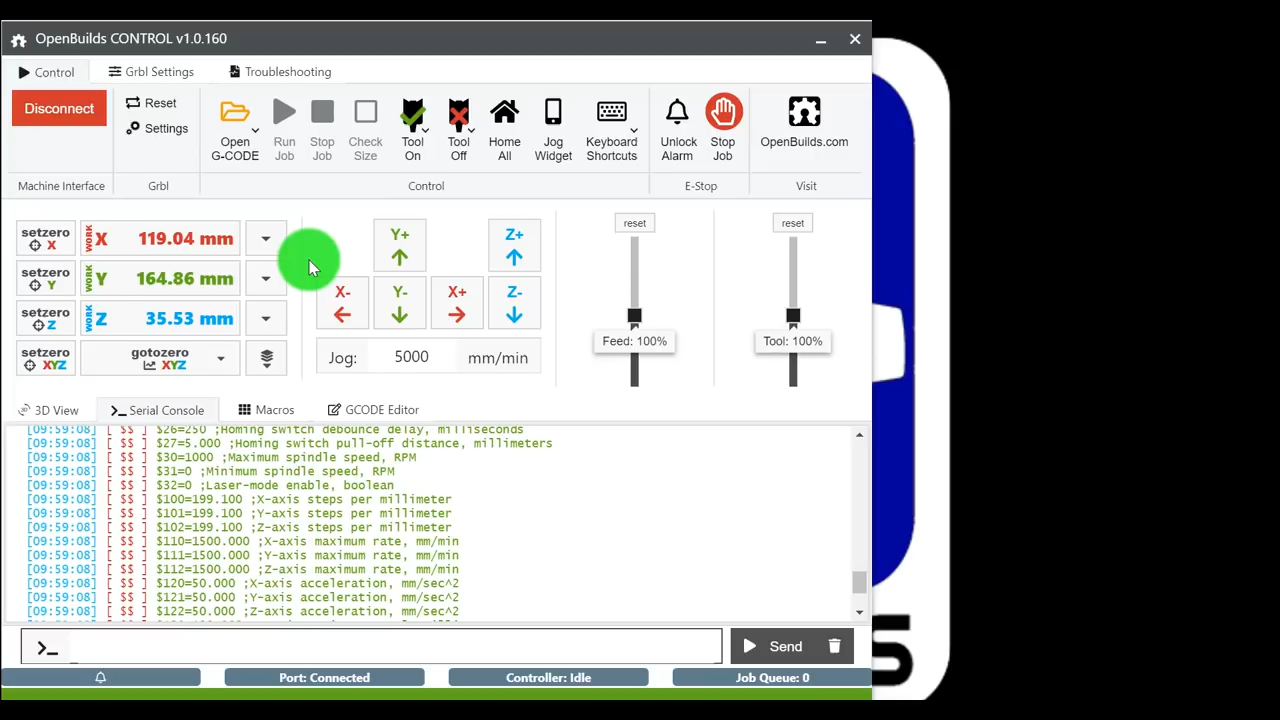 OpenBuilds CONTROL v1.0.160
Control Grbl Settings Troubleshooting
Disconnect
Reset
Settings
Open G-CODE
Run Job
Stop Job
Check Size
Tool On
Tool Off
Home All
Jog Widget
Keyboard Shortcuts
Unlock Alarm
Stop Job
OpenBuilds.com
Machine Interface Grbl Control E-Stop Visit
setzero X WORK X 119.04 mm
setzero Y WORK Y 164.86 mm
setzero Z WORK Z 35.53 mm
setzero XYZ gotozero XYZ
Y+ Z+
X- Y- X+ Z-
Jog: 5000 mm/min
reset
Feed: 100%
reset
Tool: 100%
3D View Serial Console Macros GCODE Editor
[09:59:08] [ $$ ] $26=250 ;Homing switch debounce delay, milliseconds
[09:59:08] [ $$ ] $27=5.000 ;Homing switch pull-off distance, millimeters
[09:59:08] [ $$ ] $30=1000 ;Maximum spindle speed, RPM
[09:59:08] [ $$ ] $31=0 ;Minimum spindle speed, RPM
[09:59:08] [ $$ ] $32=0 ;Laser-mode enable, boolean
[09:59:08] [ $$ ] $100=199.100 ;X-axis steps per millimeter
[09:59:08] [ $$ ] $101=199.100 ;Y-axis steps per millimeter
[09:59:08] [ $$ ] $102=199.100 ;Z-axis steps per millimeter
[09:59:08] [ $$ ] $110=1500.000 ;X-axis maximum rate, mm/min
[09:59:08] [ $$ ] $111=1500.000 ;Y-axis maximum rate, mm/min
[09:59:08] [ $$ ] $112=1500.000 ;Z-axis maximum rate, mm/min
[09:59:08] [ $$ ] $120=50.000 ;X-axis acceleration, mm/sec^2
[09:59:08] [ $$ ] $121=50.000 ;Y-axis acceleration, mm/sec^2
[09:59:08] [ $$ ] $122=50.000 ;Z-axis acceleration, mm/sec^2
Send
Port: Connected Controller: Idle Job Queue: 0
S